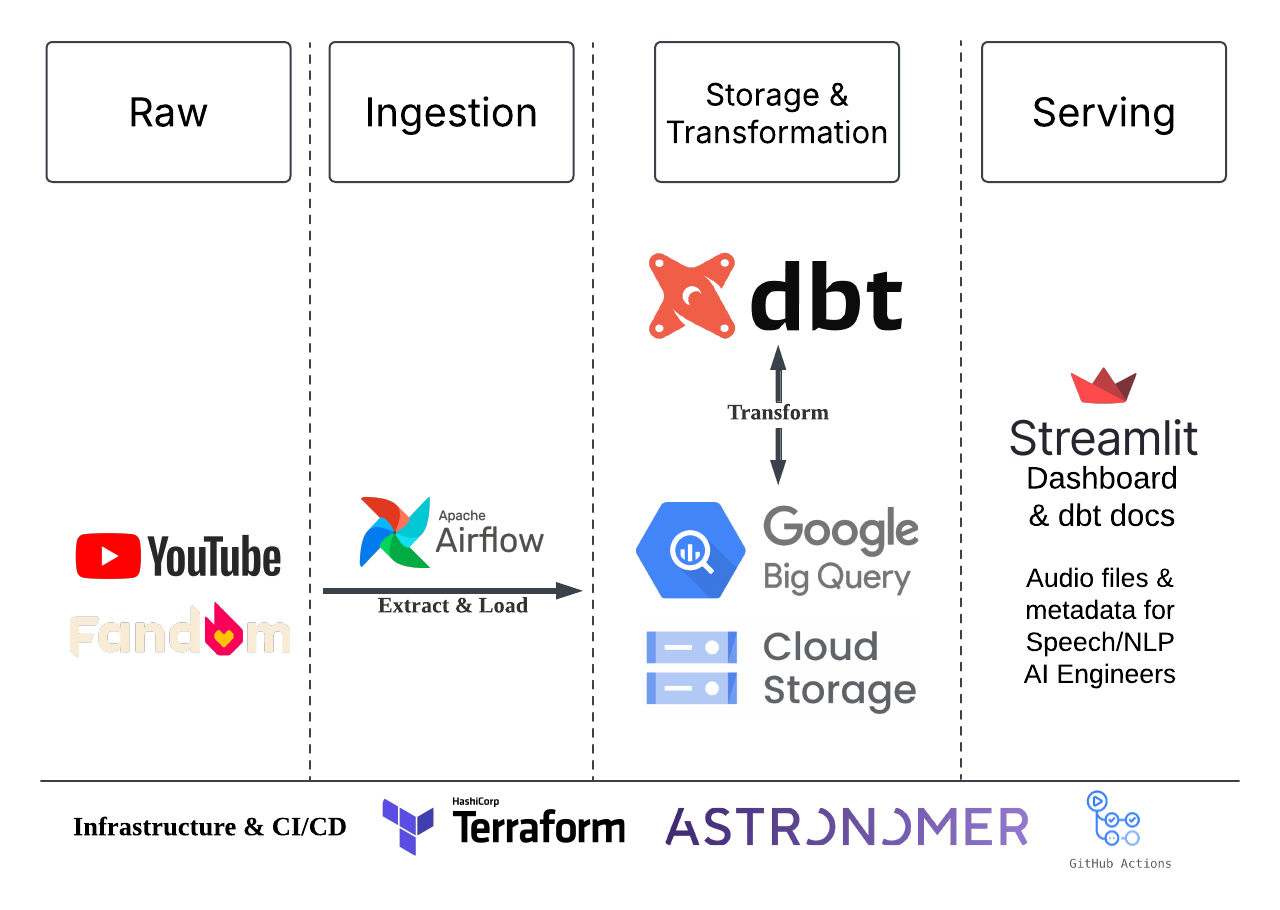 Raw
Ingestion
Storage &
Transformation
Serving
dbt
Transform
Streamlit
Dashboard
& dbt docs
Audio files &
metadata for
Speech/NLP
AI Engineers
YouTube
Fandom
Apache
Airflow
Extract & Load
Google
Big Query
Cloud
Storage
Infrastructure & CI/CD
HashiCorp
Terraform
ASTRONOMER
GitHub Actions